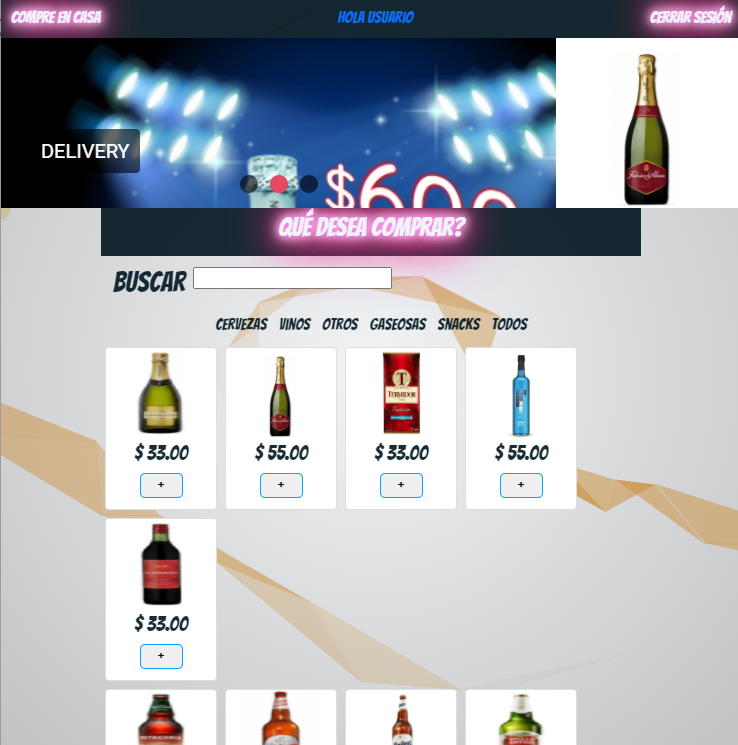 COMPRE EN CASA
HOLA USUARIO
CERRAR SESIÓN
DELIVERY
$600
QUÉ DESEA COMPRAR?
BUSCAR
CERVEZAS VINOS OTROS GASEOSAS SNACKS TODOS
TERMIDOR
$ 33.00 $ 55.00 $ 33.00 $ 55.00
+ + + +
$ 33.00
+